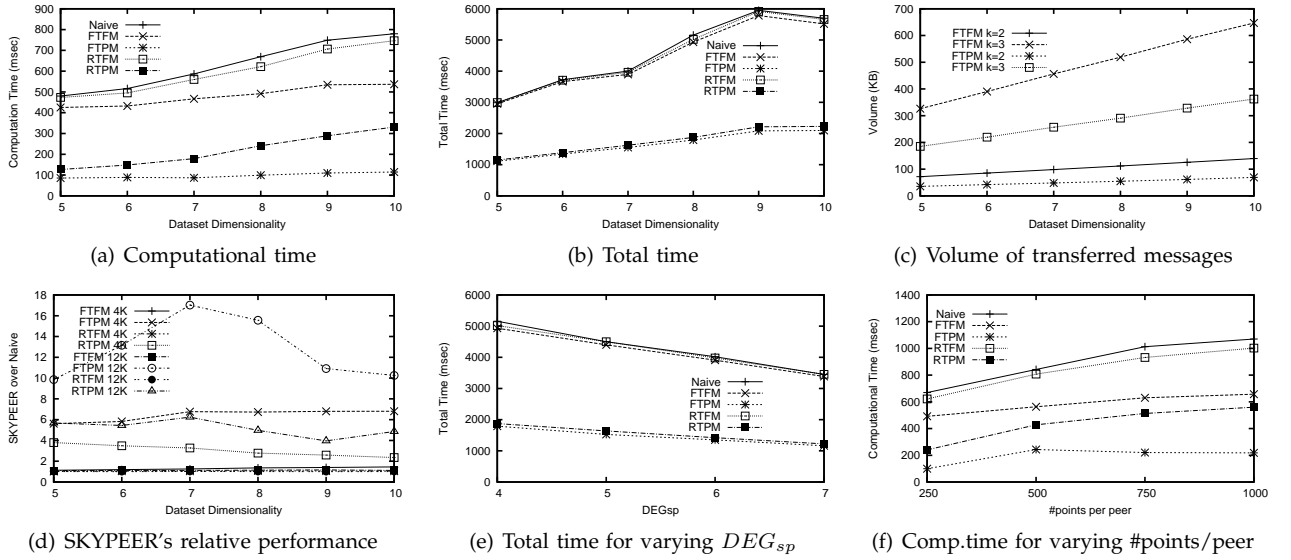 Computation Time (msec)
900
800
700
600
500
400
300
200
100
0
Naive
FTFM
FTPM
RTFM
RTPM
5 6 7 8 9 10
Dataset Dimensionality
(a) Computational time
Total Time (msec)
6000
5000
4000
3000
2000
1000
0
Naive
FTFM
FTPM
RTFM
RTPM
5 6 7 8 9 10
Dataset Dimensionality
(b) Total time
Volume (KB)
700
600
500
400
300
200
100
0
FTFM k=2
FTFM k=3
FTPM k=2
FTPM k=3
5 6 7 8 9 10
Dataset Dimensionality
(c) Volume of transferred messages
SKYPEER over Naive
18
16
14
12
10
8
6
4
2
0
FTFM 4K
FTPM 4K
RTFM 4K
RTPM 4K
FTFM 12K
FTPM 12K
RTFM 12K
RTPM 12K
5 6 7 8 9 10
Dataset Dimensionality
(d) SKYPEER's relative performance
Total Time (msec)
6000
5000
4000
3000
2000
1000
0
Naive
FTFM
FTPM
RTFM
RTPM
4 5 6 7
DEGsp
(e) Total time for varying DEGsp
Computational Time (msec)
1400
1200
1000
800
600
400
200
0
Naive
FTFM
FTPM
RTFM
RTPM
250 500 750 1000
#points per peer
(f) Comp.time for varying #points/peer